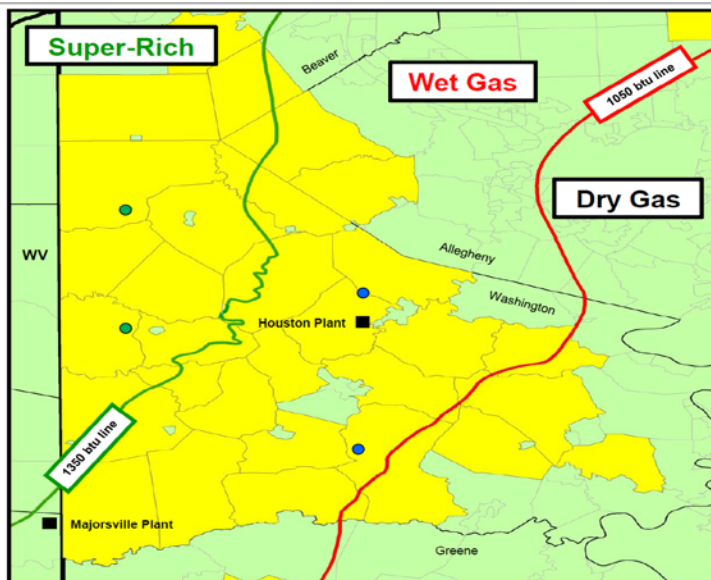 Super-Rich
Beaver
Wet Gas
1050 btu line
Dry Gas
WV
Allegheny
Washington
Houston Plant
1350 btu line
Majorsville Plant
Greene